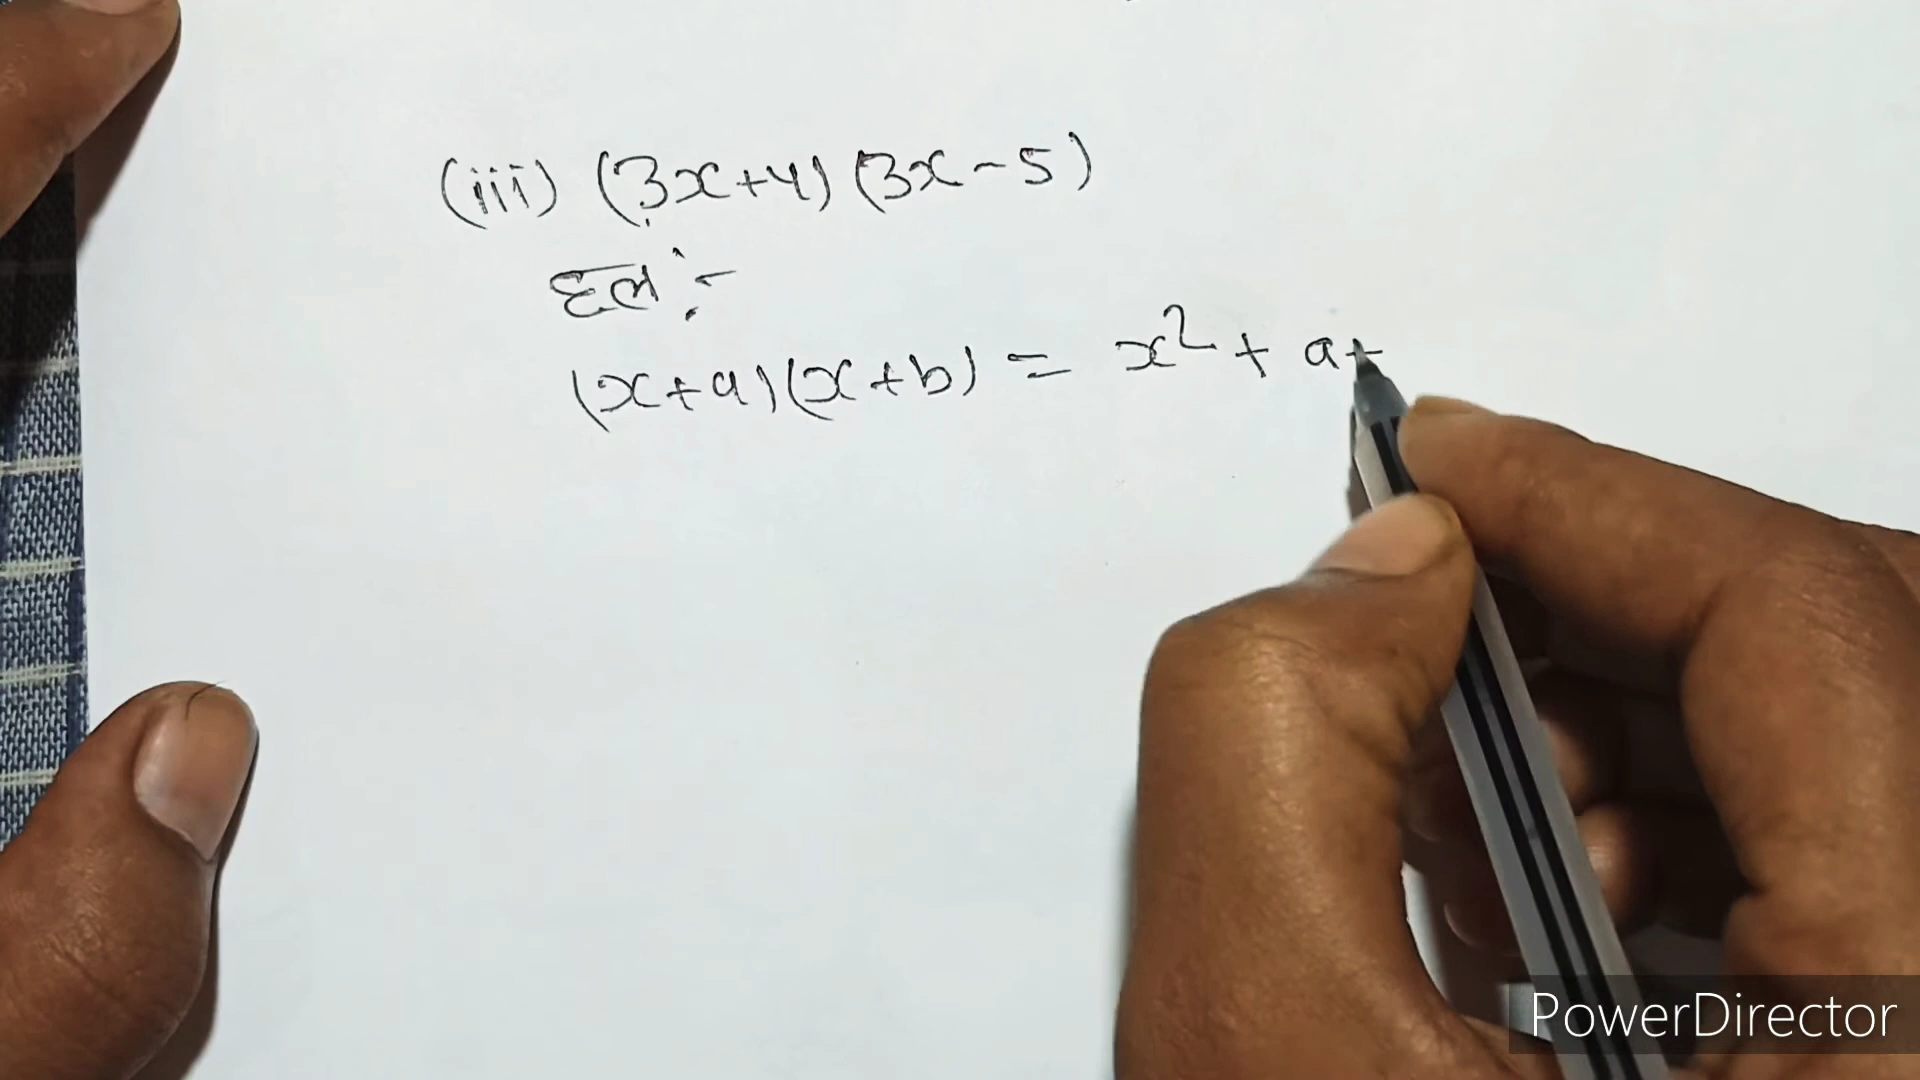 (iii) (3x+4)(3x-5)
हल :-
(x+a)(x+b) = x² + a+
PowerDirector